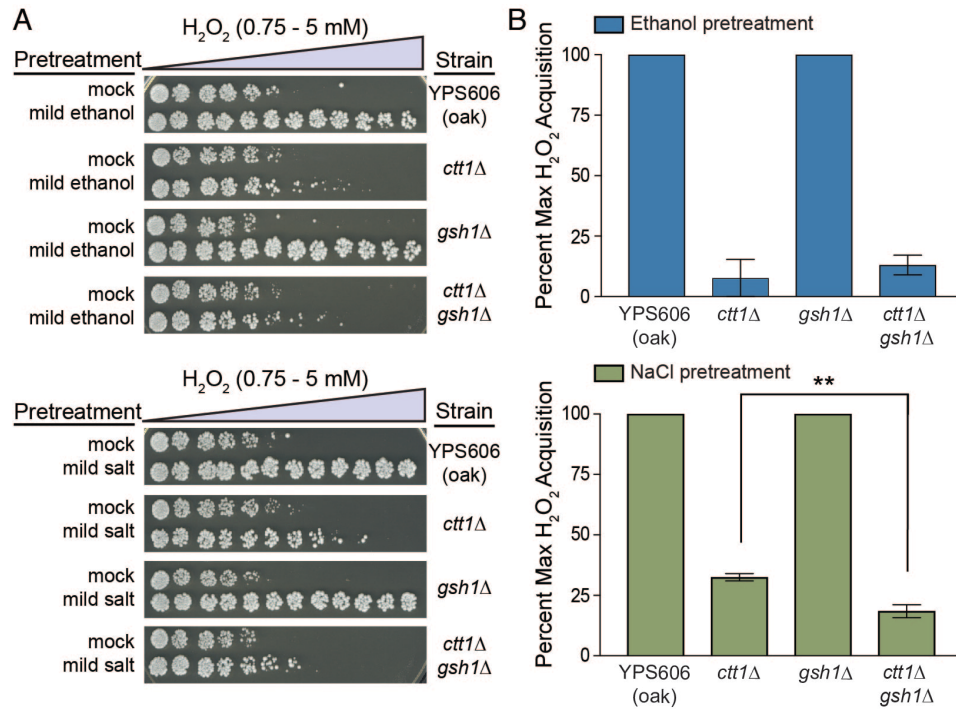 A
H₂O₂ (0.75 - 5 mM)
Pretreatment
Strain
mock
mild ethanol
YPS606
(oak)
mock
mild ethanol
ctt1Δ
mock
mild ethanol
gsh1Δ
mock
mild ethanol
ctt1Δ
gsh1Δ
H₂O₂ (0.75 - 5 mM)
Pretreatment
Strain
mock
mild salt
YPS606
(oak)
mock
mild salt
ctt1Δ
mock
mild salt
gsh1Δ
mock
mild salt
ctt1Δ
gsh1Δ
B
Ethanol pretreatment
Percent Max H₂O₂ Acquisition
100
75
50
25
0
YPS606
(oak)
ctt1Δ
gsh1Δ
ctt1Δ
gsh1Δ
NaCl pretreatment
**
Percent Max H₂O₂ Acquisition
100
75
50
25
0
YPS606
(oak)
ctt1Δ
gsh1Δ
ctt1Δ
gsh1Δ